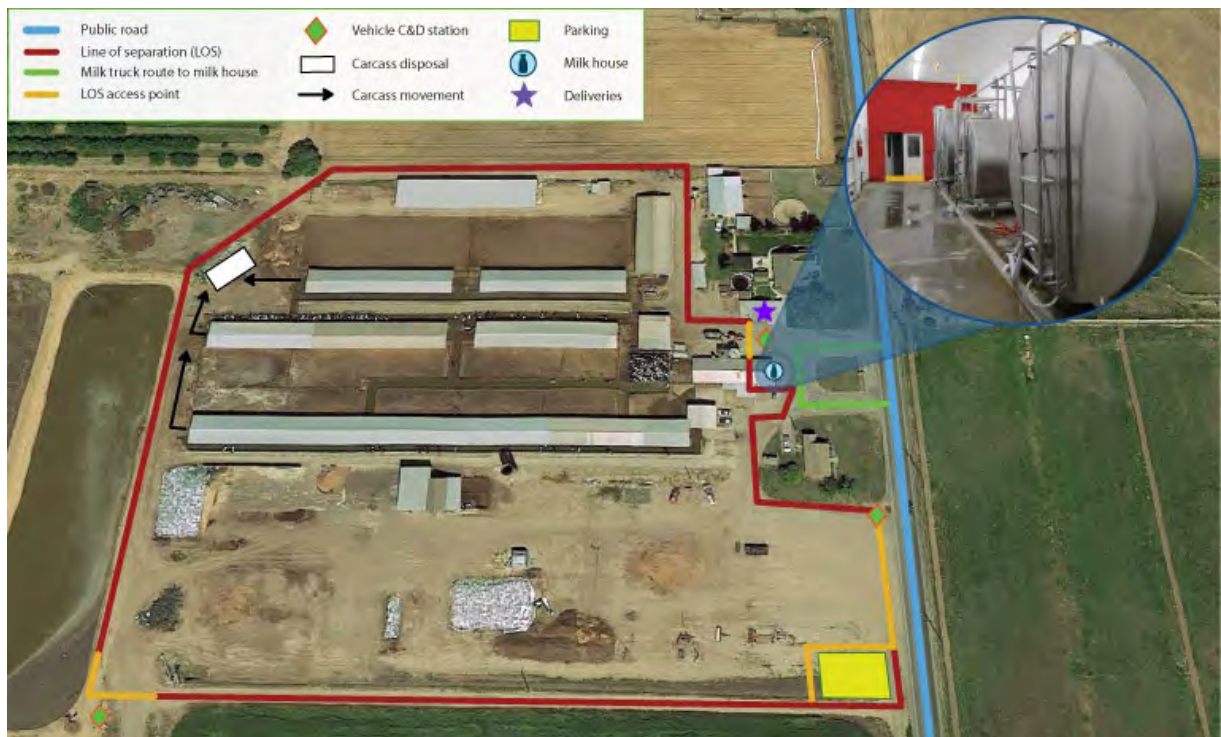 Public road
Line of separation (LOS)
Milk truck route to milk house
LOS access point
Vehicle C&D station
Carcass disposal
Carcass movement
Parking
Milk house
Deliveries